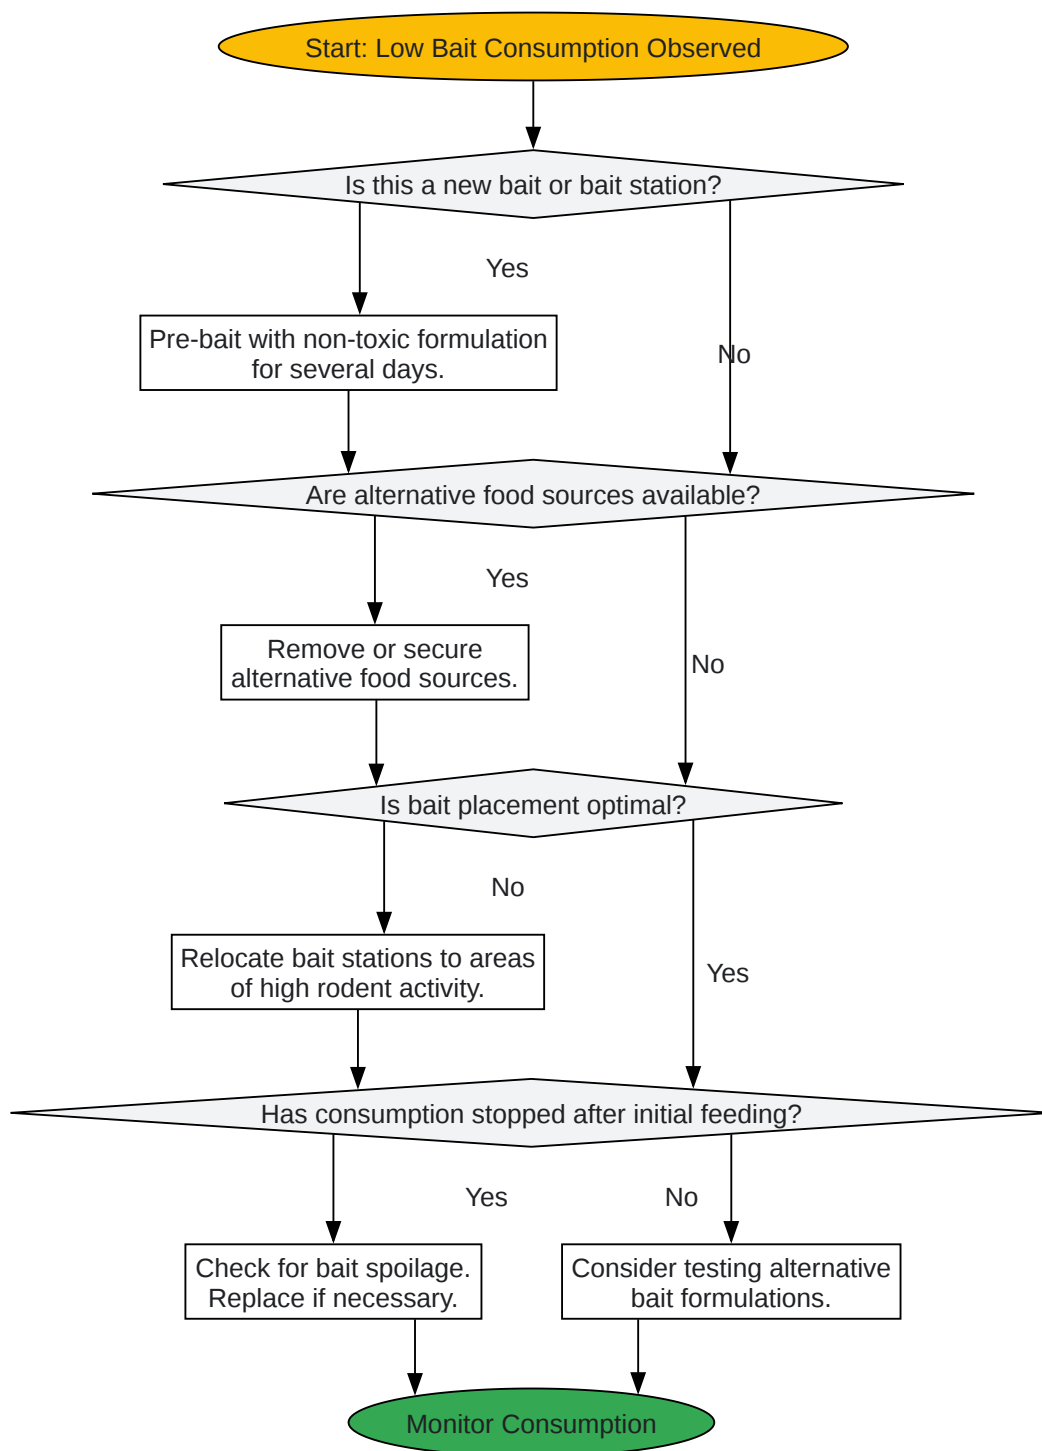 Start: Low Bait Consumption Observed
Is this a new bait or bait station?
Yes
Pre-bait with non-toxic formulation
for several days.
No
Are alternative food sources available?
Yes
Remove or secure
alternative food sources.
No
Is bait placement optimal?
No
Relocate bait stations to areas
of high rodent activity.
Yes
Has consumption stopped after initial feeding?
Yes
No
Check for bait spoilage.
Replace if necessary.
Consider testing alternative
bait formulations.
Monitor Consumption